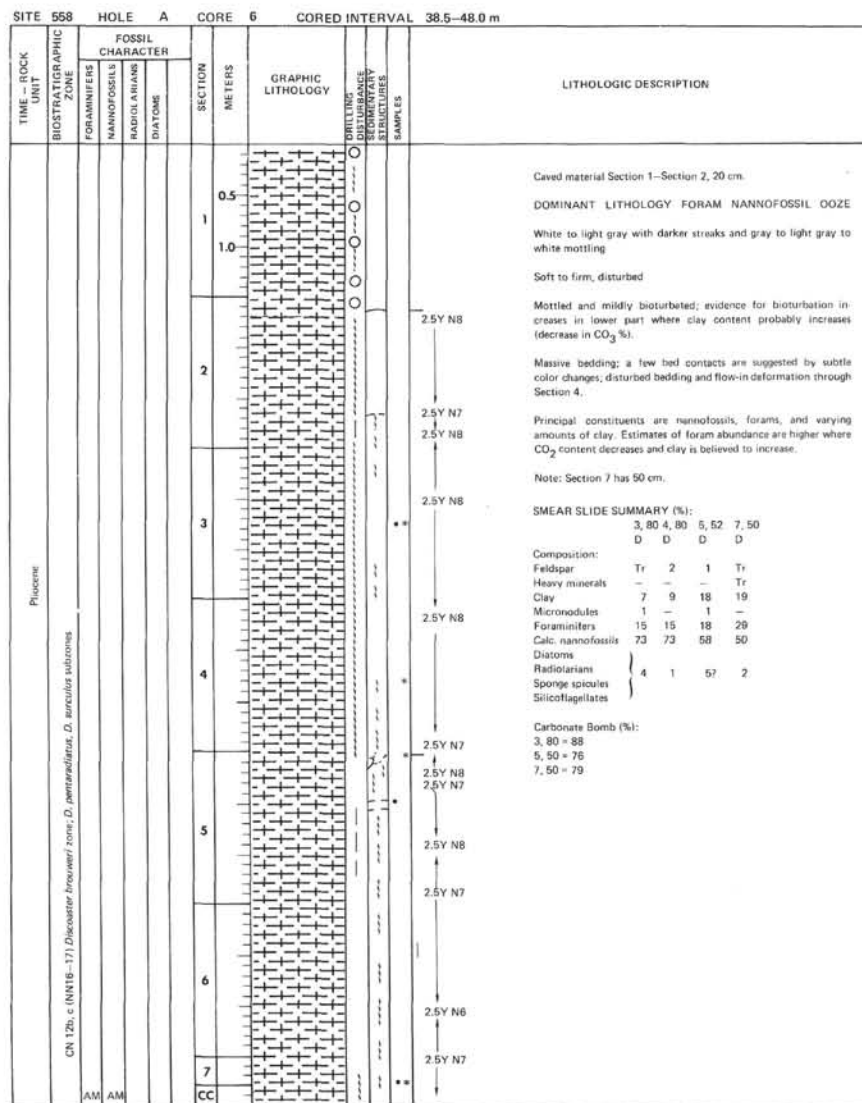 SITE 558 HOLE A CORE 6 CORED INTERVAL 38.5–48.0 m
TIME – ROCK UNIT
BIOSTRATIGRAPHIC ZONE
FOSSIL CHARACTER
FORAMINIFERS
NANNOFOSSILS
RADIOLARIANS
DIATOMS
SECTION
METERS
GRAPHIC LITHOLOGY
DRILLING DISTURBANCE
SEDIMENTARY STRUCTURES
SAMPLES
LITHOLOGIC DESCRIPTION
Pliocene
CN 12b, c (NN16–17) Discoaster brouweri zone; D. pentaradiatus, D. surculus subzones
AM AM
1
0.5
1.0
2
3
4
5
6
7
CC
2.5Y N8
2.5Y N7
2.5Y N8
2.5Y N8
2.5Y N8
2.5Y N7
2.5Y N8
2.5Y N7
2.5Y N8
2.5Y N7
2.5Y N6
2.5Y N7
Caved material Section 1–Section 2, 20 cm.
DOMINANT LITHOLOGY FORAM NANNOFOSSIL OOZE
White to light gray with darker streaks and gray to light gray to
white mottling
Soft to firm, disturbed
Mottled and mildly bioturbated; evidence for bioturbation in-
creases in lower part where clay content probably increases
(decrease in CO3 %).
Massive bedding; a few bed contacts are suggested by subtle
color changes; disturbed bedding and flow-in deformation through
Section 4.
Principal constituents are nannofossils, forams, and varying
amounts of clay. Estimates of foram abundance are higher where
CO2 content decreases and clay is believed to increase.
Note: Section 7 has 50 cm.
SMEAR SLIDE SUMMARY (%):
3, 80 4, 80 5, 52 7, 50
D D D D
Composition:
Feldspar Tr 2 1 Tr
Heavy minerals – – – Tr
Clay 7 9 18 19
Micronodules 1 – 1 –
Foraminifers 15 15 18 29
Calc. nannofossils 73 73 58 50
Diatoms
Radiolarians
Sponge spicules
Silicoflagellates
4 1 5? 2
Carbonate Bomb (%):
3, 80 = 88
5, 50 = 76
7, 50 = 79